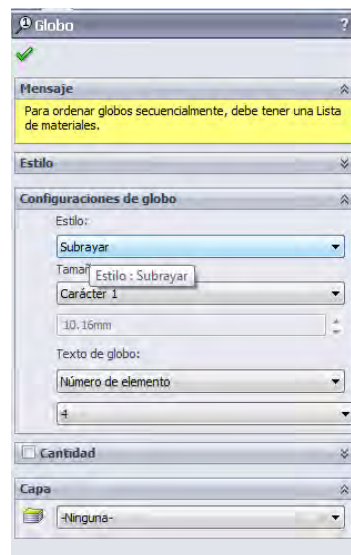 Globo ?
Mensaje
Para ordenar globos secuencialmente, debe tener una Lista
de materiales.
Estilo
Configuraciones de globo
Estilo:
Subrayar
Estilo : Subrayar
Carácter 1
10.16mm
Texto de globo:
Número de elemento
4
Cantidad
Capa
-Ninguna-